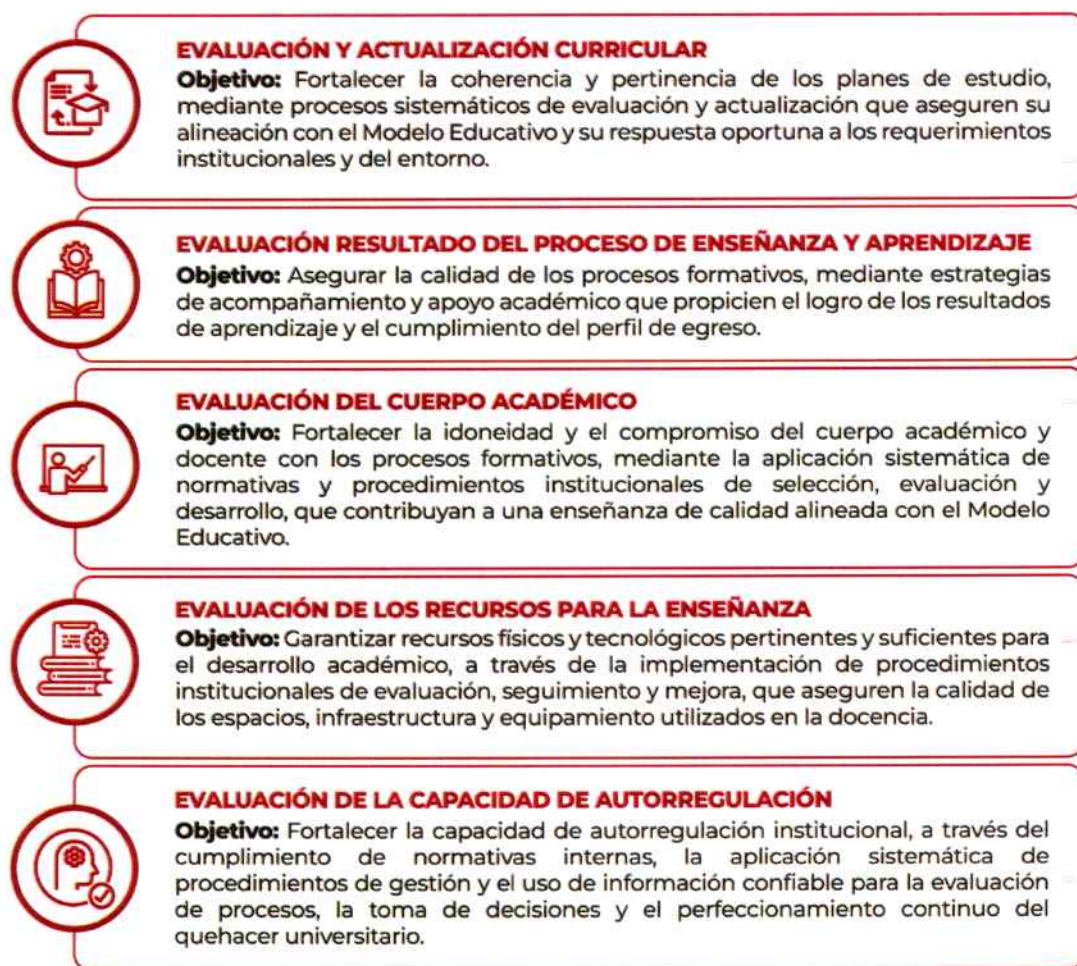 EVALUACIÓN Y ACTUALIZACIÓN CURRICULAR
Objetivo: Fortalecer la coherencia y pertinencia de los planes de estudio,
mediante procesos sistemáticos de evaluación y actualización que aseguren su
alineación con el Modelo Educativo y su respuesta oportuna a los requerimientos
institucionales y del entorno.
EVALUACIÓN RESULTADO DEL PROCESO DE ENSEÑANZA Y APRENDIZAJE
Objetivo: Asegurar la calidad de los procesos formativos, mediante estrategias
de acompañamiento y apoyo académico que propicien el logro de los resultados
de aprendizaje y el cumplimiento del perfil de egreso.
EVALUACIÓN DEL CUERPO ACADÉMICO
Objetivo: Fortalecer la idoneidad y el compromiso del cuerpo académico y
docente con los procesos formativos, mediante la aplicación sistemática de
normativas y procedimientos institucionales de selección, evaluación y
desarrollo, que contribuyan a una enseñanza de calidad alineada con el Modelo
Educativo.
EVALUACIÓN DE LOS RECURSOS PARA LA ENSEÑANZA
Objetivo: Garantizar recursos físicos y tecnológicos pertinentes y suficientes para
el desarrollo académico, a través de la implementación de procedimientos
institucionales de evaluación, seguimiento y mejora, que aseguren la calidad de
los espacios, infraestructura y equipamiento utilizados en la docencia.
EVALUACIÓN DE LA CAPACIDAD DE AUTORREGULACIÓN
Objetivo: Fortalecer la capacidad de autorregulación institucional, a través del
cumplimiento de normativas internas, la aplicación sistemática de
procedimientos de gestión y el uso de información confiable para la evaluación
de procesos, la toma de decisiones y el perfeccionamiento continuo del
quehacer universitario.